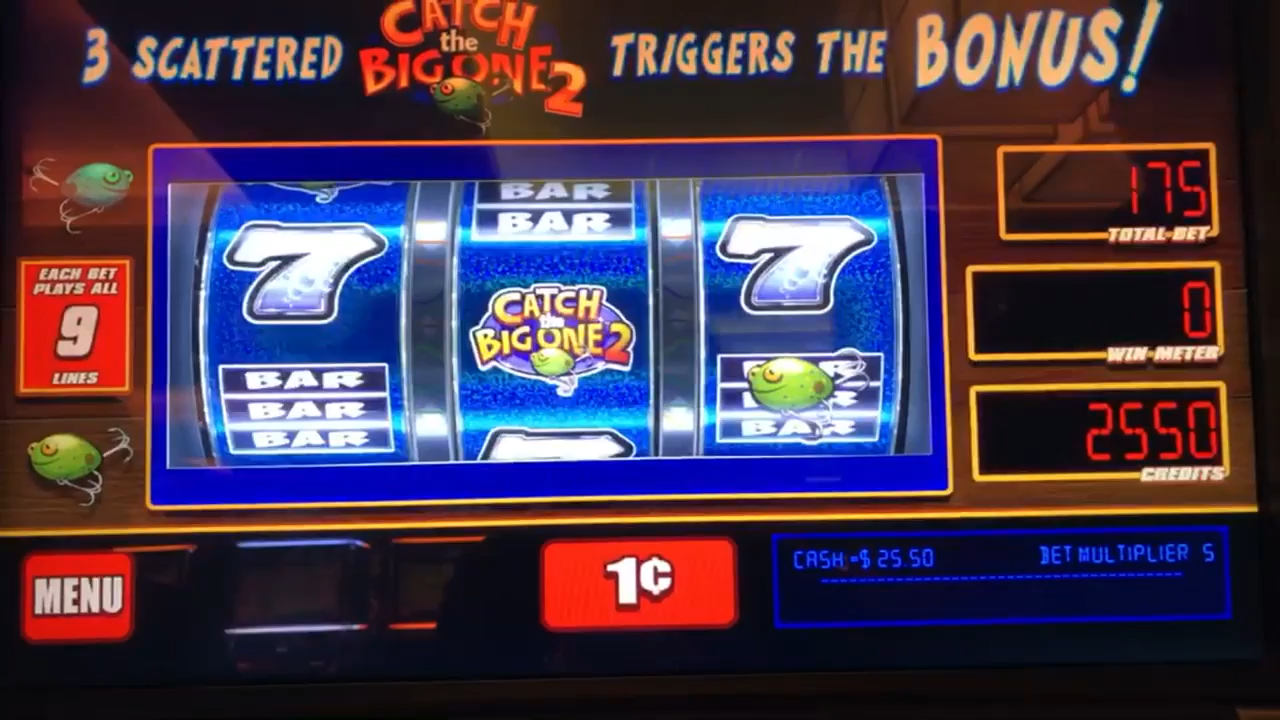 3 SCATTERED CATCH the BIG ONE 2 TRIGGERS THE BONUS!
175
TOTAL BET
EACH BET
PLAYS ALL
9
LINES
7
BAR
BAR
BAR
BAR
BAR
CATCH
the
BIG ONE 2
7
BAR
0
WIN METER
2550
CREDITS
MENU
1¢
CASH =$ 25.50 BET MULTIPLIER 5